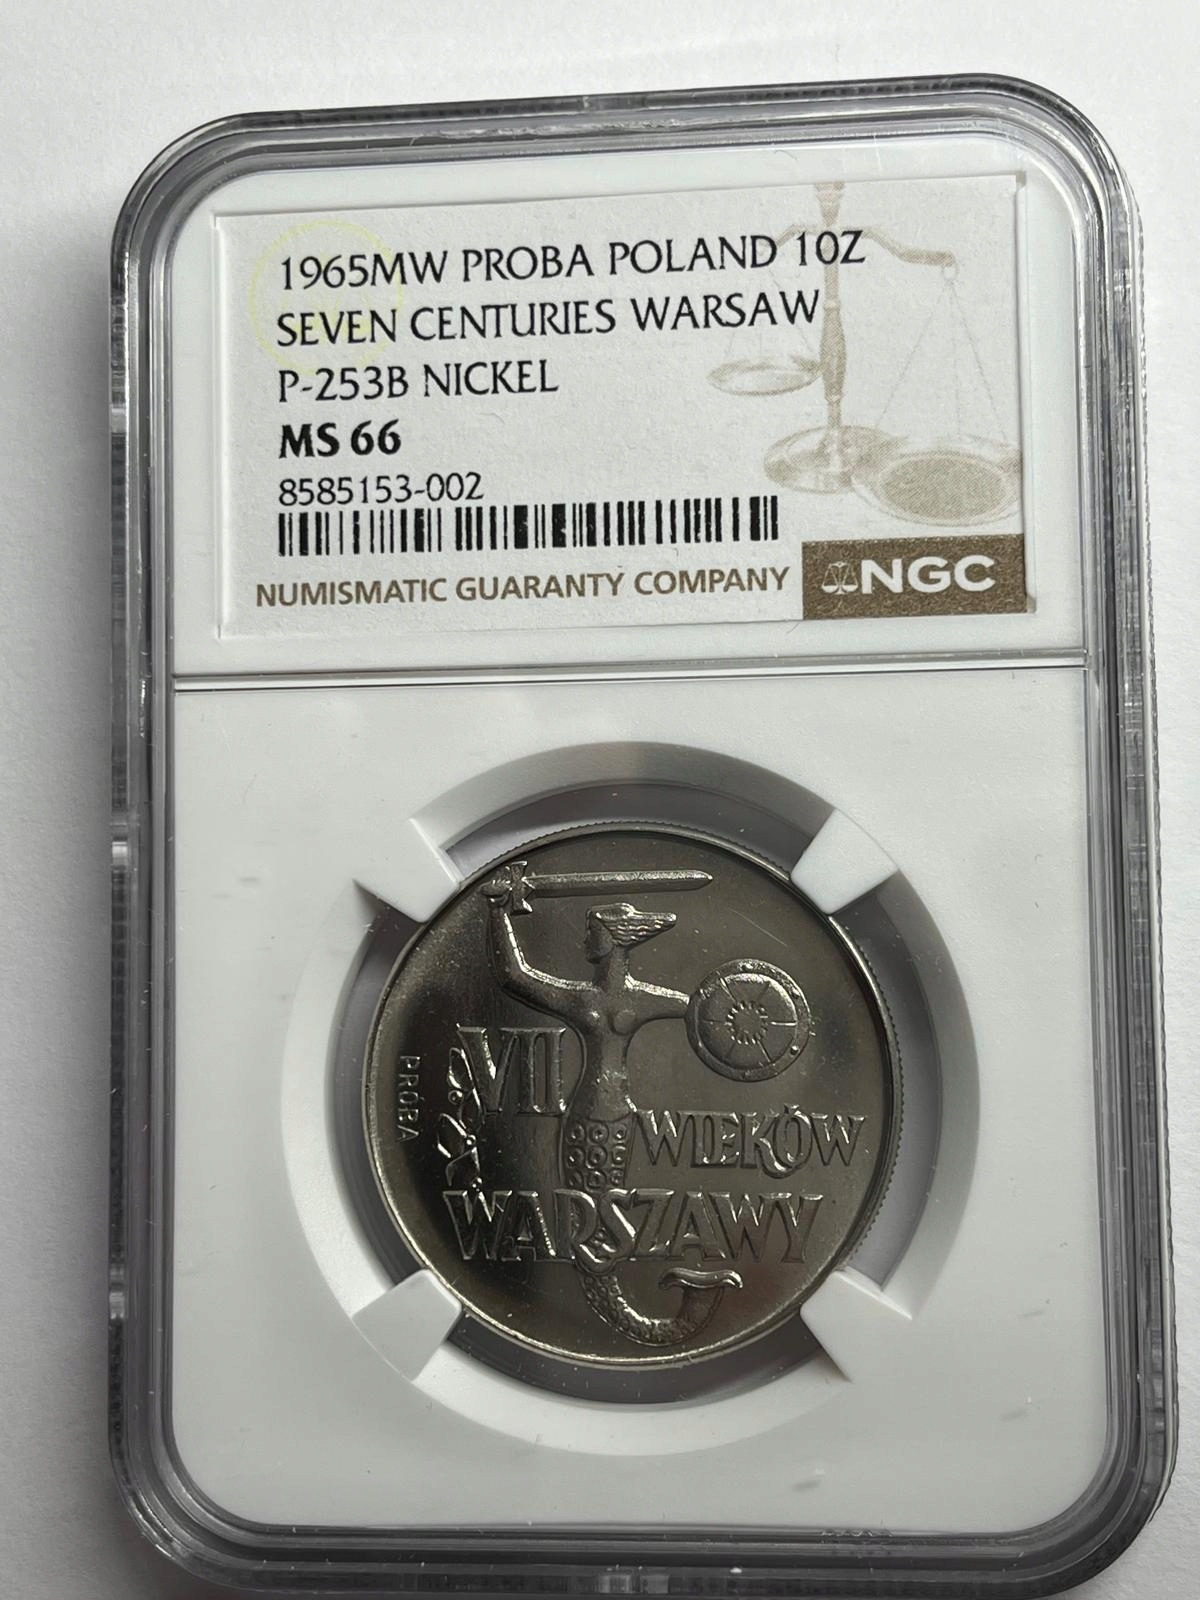 1965MW PROBA POLAND 10Z
SEVEN CENTURIES WARSAW
P-253B NICKEL
MS 66
8585153-002
NUMISMATIC GUARANTY COMPANY
NGC
PRÓBA
VII
WIEKÓW
WARSZAWY